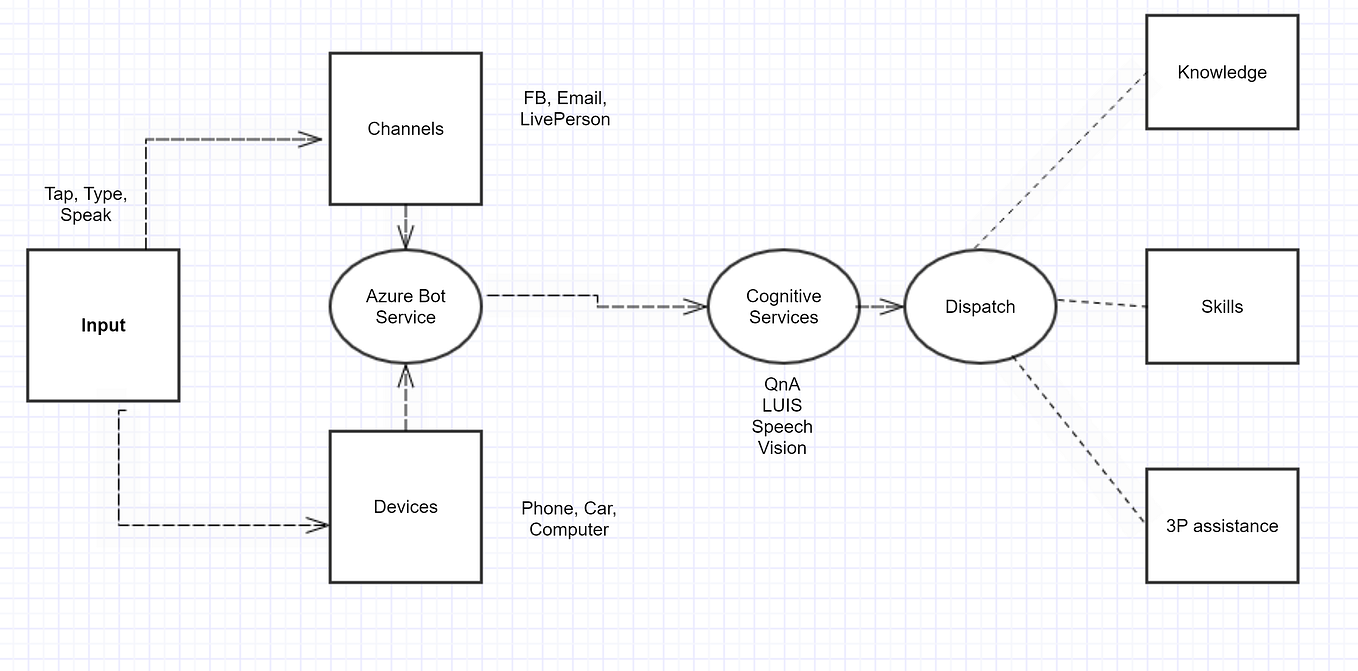 Knowledge
Channels
FB, Email,
LivePerson
Tap, Type,
Speak
Input
Azure Bot
Service
Cognitive
Services
Dispatch
Skills
QnA
LUIS
Speech
Vision
Devices
Phone, Car,
Computer
3P assistance